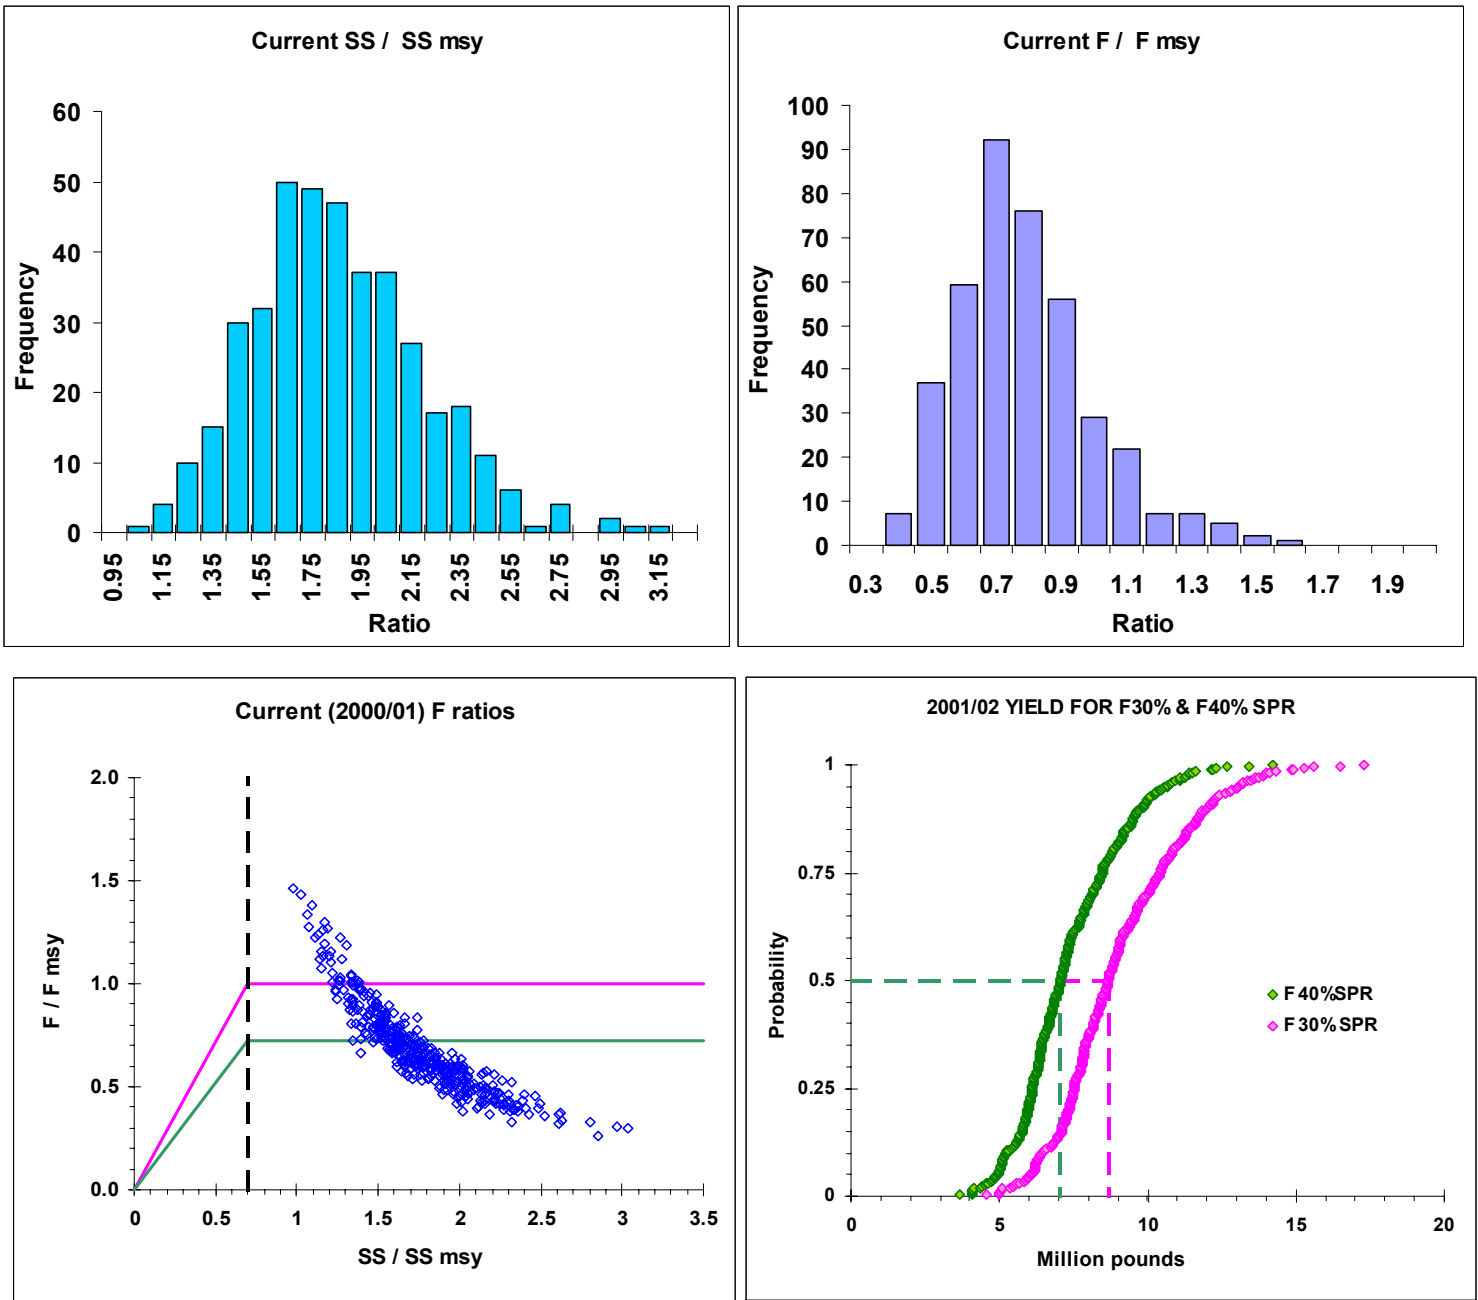 Current SS /  SS msy
60
50
40
30
20
10
0
Frequency
0.95 1.15 1.35 1.55 1.75 1.95 2.15 2.35 2.55 2.75 2.95 3.15
Ratio
Current F /  F msy
100
90
80
70
60
50
40
30
20
10
0
Frequency
0.3 0.5 0.7 0.9 1.1 1.3 1.5 1.7 1.9
Ratio
Current (2000/01) F ratios
2.0
1.5
1.0
0.5
0.0
F / F msy
0 0.5 1 1.5 2 2.5 3 3.5
SS / SS msy
2001/02 YIELD FOR F30% & F40% SPR
1
0.75
0.5
0.25
0
Probability
F 40%SPR
F 30%SPR
0 5 10 15 20
Million pounds